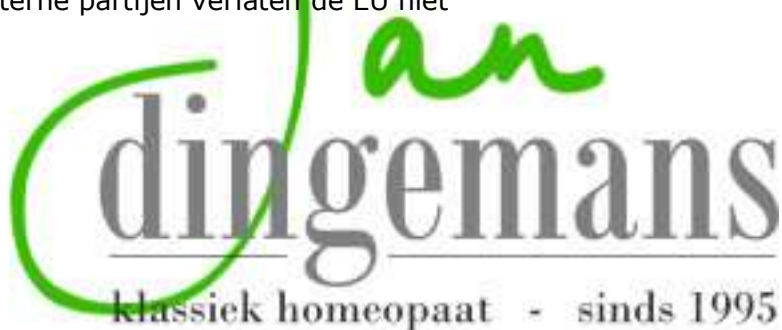 partijen verlaten de EU niet
Jan
dingemans
klassiek homeopaat - sinds 1995